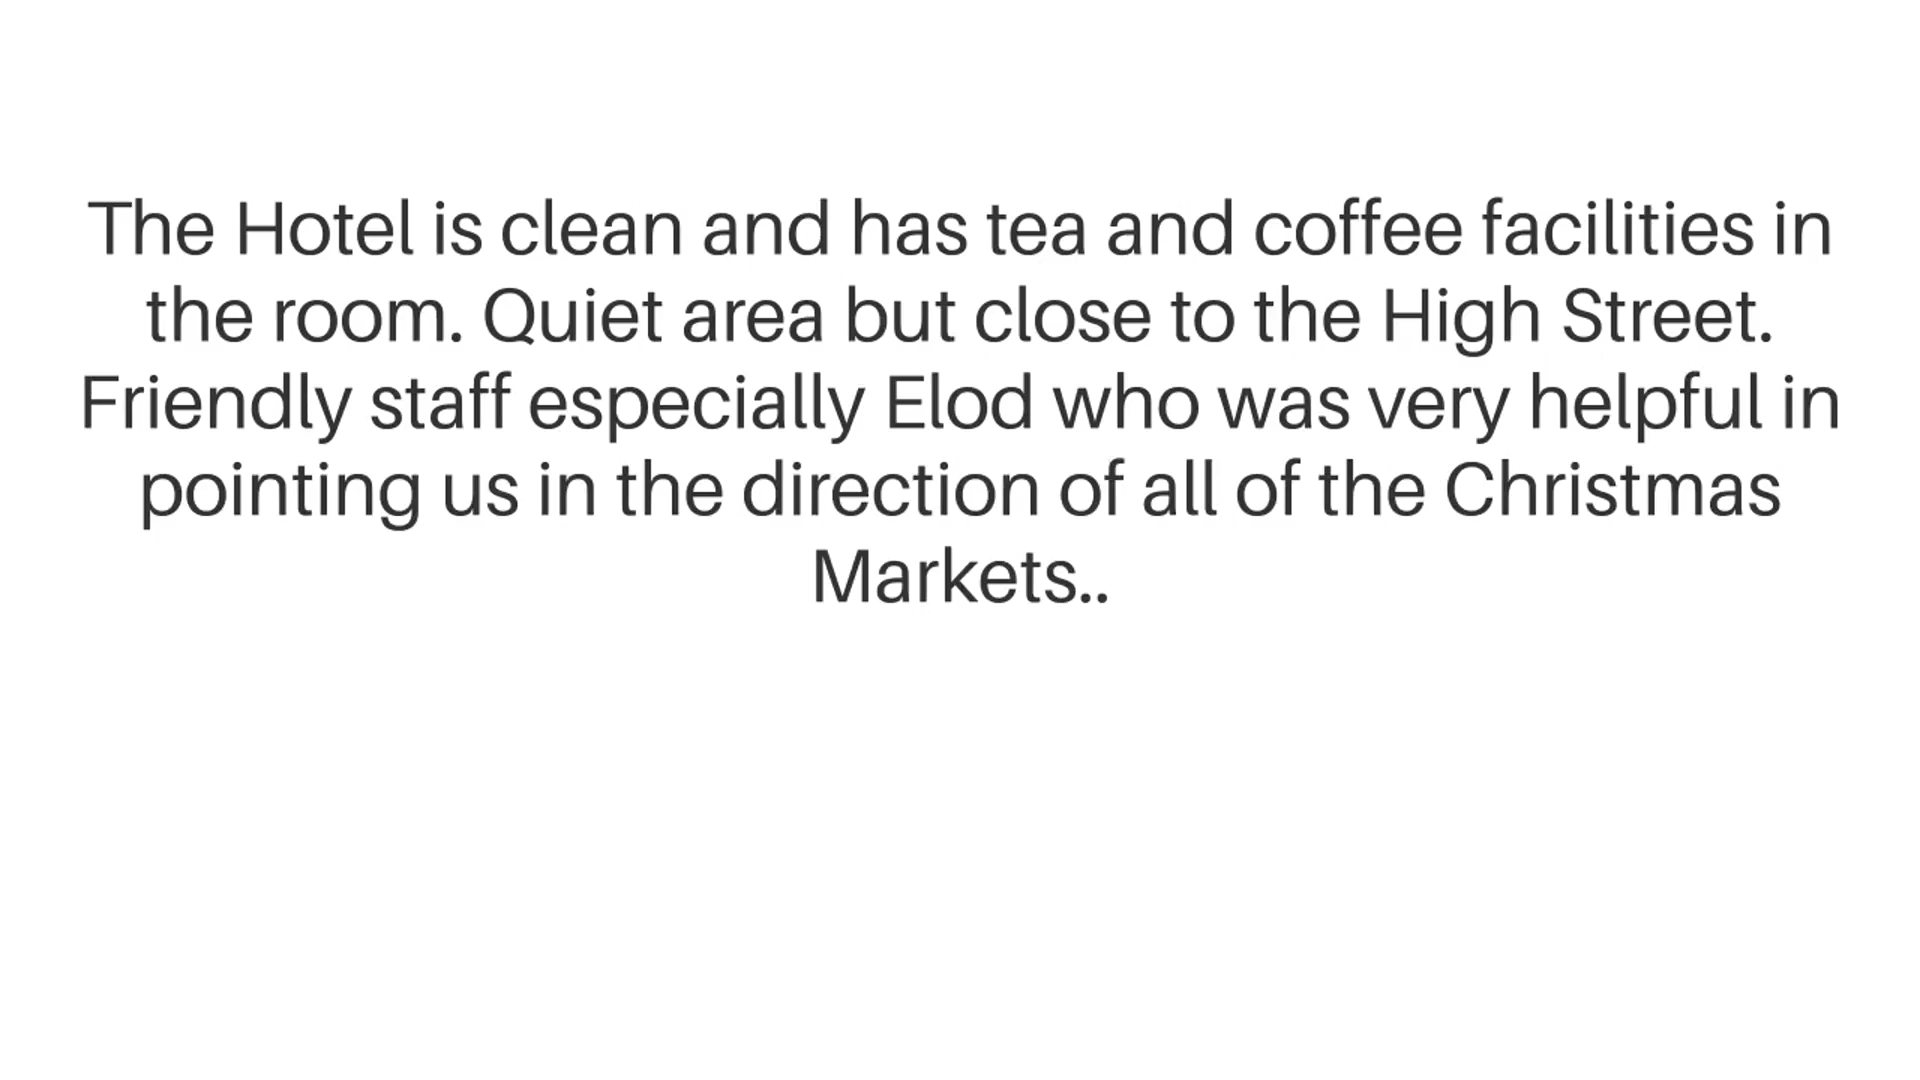 The Hotel is clean and has tea and coffee facilities in
the room. Quiet area but close to the High Street.
Friendly staff especially Elod who was very helpful in
pointing us in the direction of all of the Christmas
Markets..